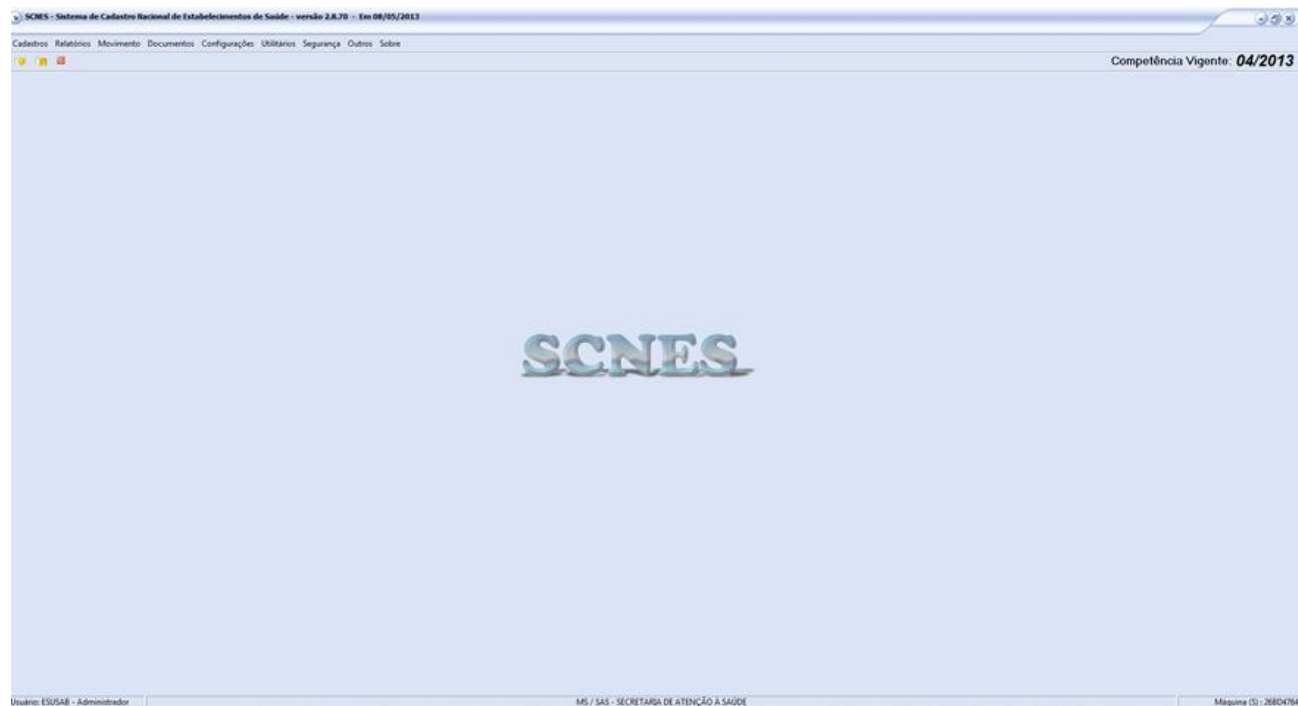 SCNES - Sistema de Cadastro Nacional de Estabelecimentos de Saúde - versão 2.8.70 - Em 08/05/2013
Cadastros Relatórios Movimento Documentos Configurações Utilitários Segurança Outros Sobre
Competência Vigente: 04/2013
SCNES
Usuário: ESUSAB - Administrador MS / SAS - SECRETARIA DE ATENÇÃO À SAÚDE Máquina (S) : 268D4764